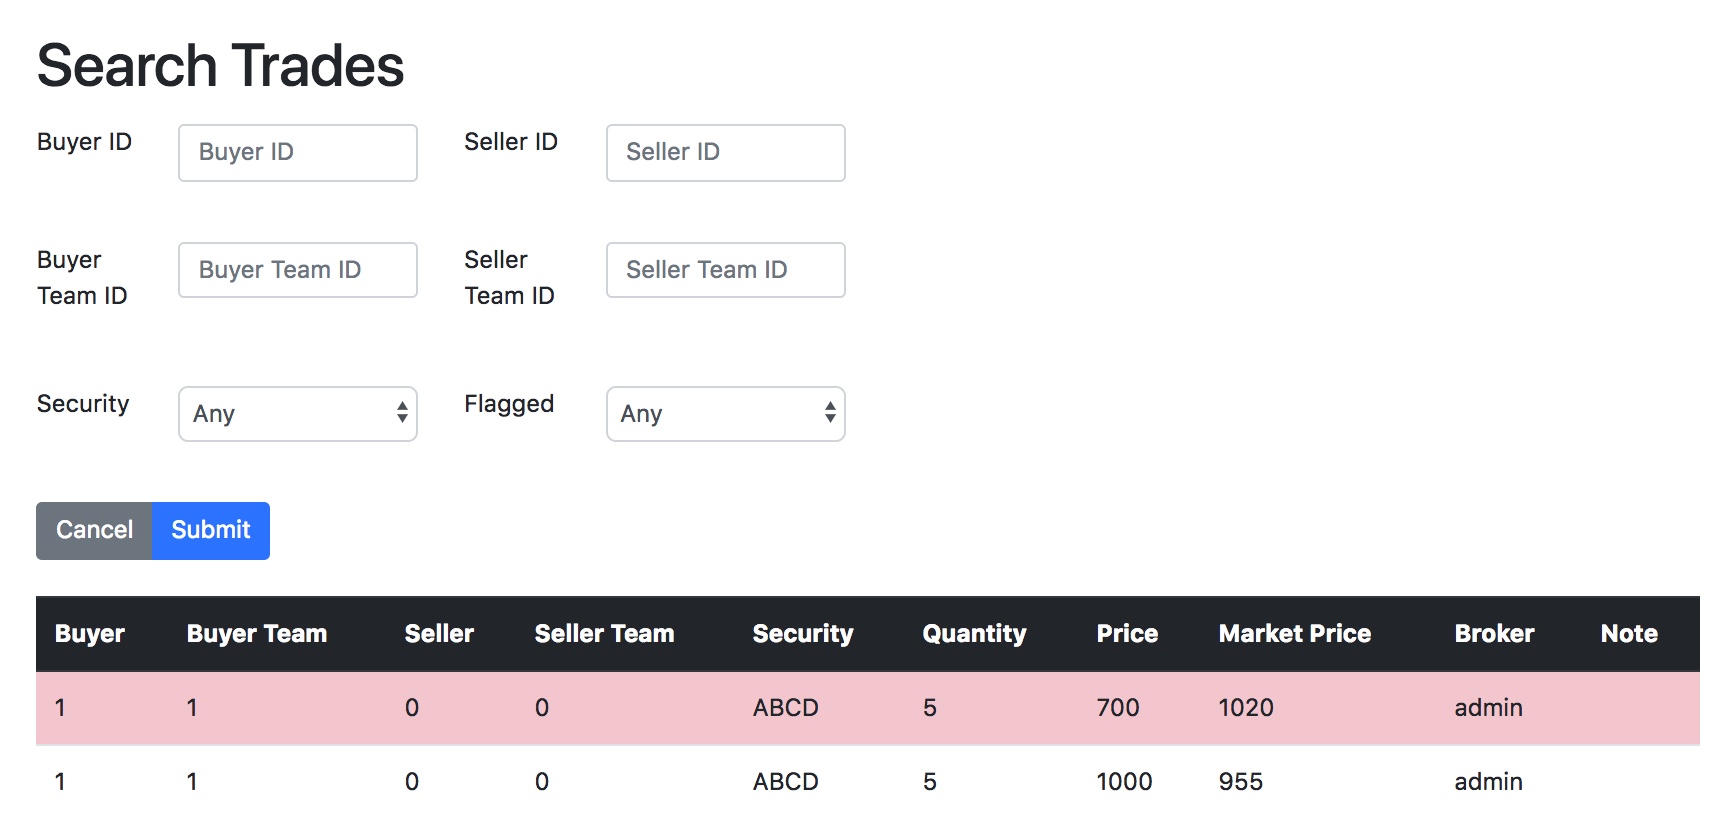 Search Trades
Buyer ID Buyer ID Seller ID Seller ID
Buyer Team ID Buyer Team ID Seller Team ID Seller Team ID
Security Any Flagged Any
Cancel Submit
Buyer Buyer Team Seller Seller Team Security Quantity Price Market Price Broker Note
1 1 0 0 ABCD 5 700 1020 admin
1 1 0 0 ABCD 5 1000 955 admin